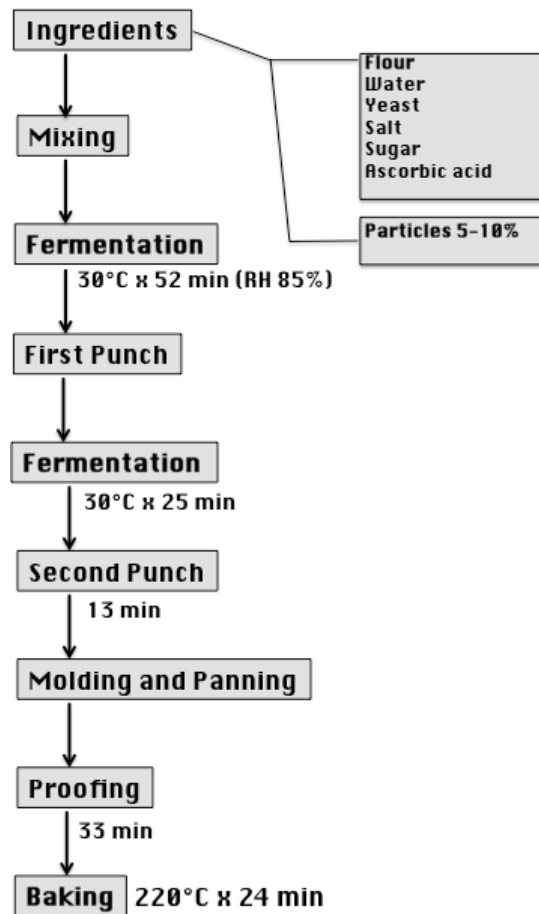 Ingredients
Flour
Water
Yeast
Salt
Sugar
Ascorbic acid
Particles 5-10%
Mixing
Fermentation
30°C x 52 min (RH 85%)
First Punch
Fermentation
30°C x 25 min
Second Punch
13 min
Molding and Panning
Proofing
33 min
Baking 220°C x 24 min